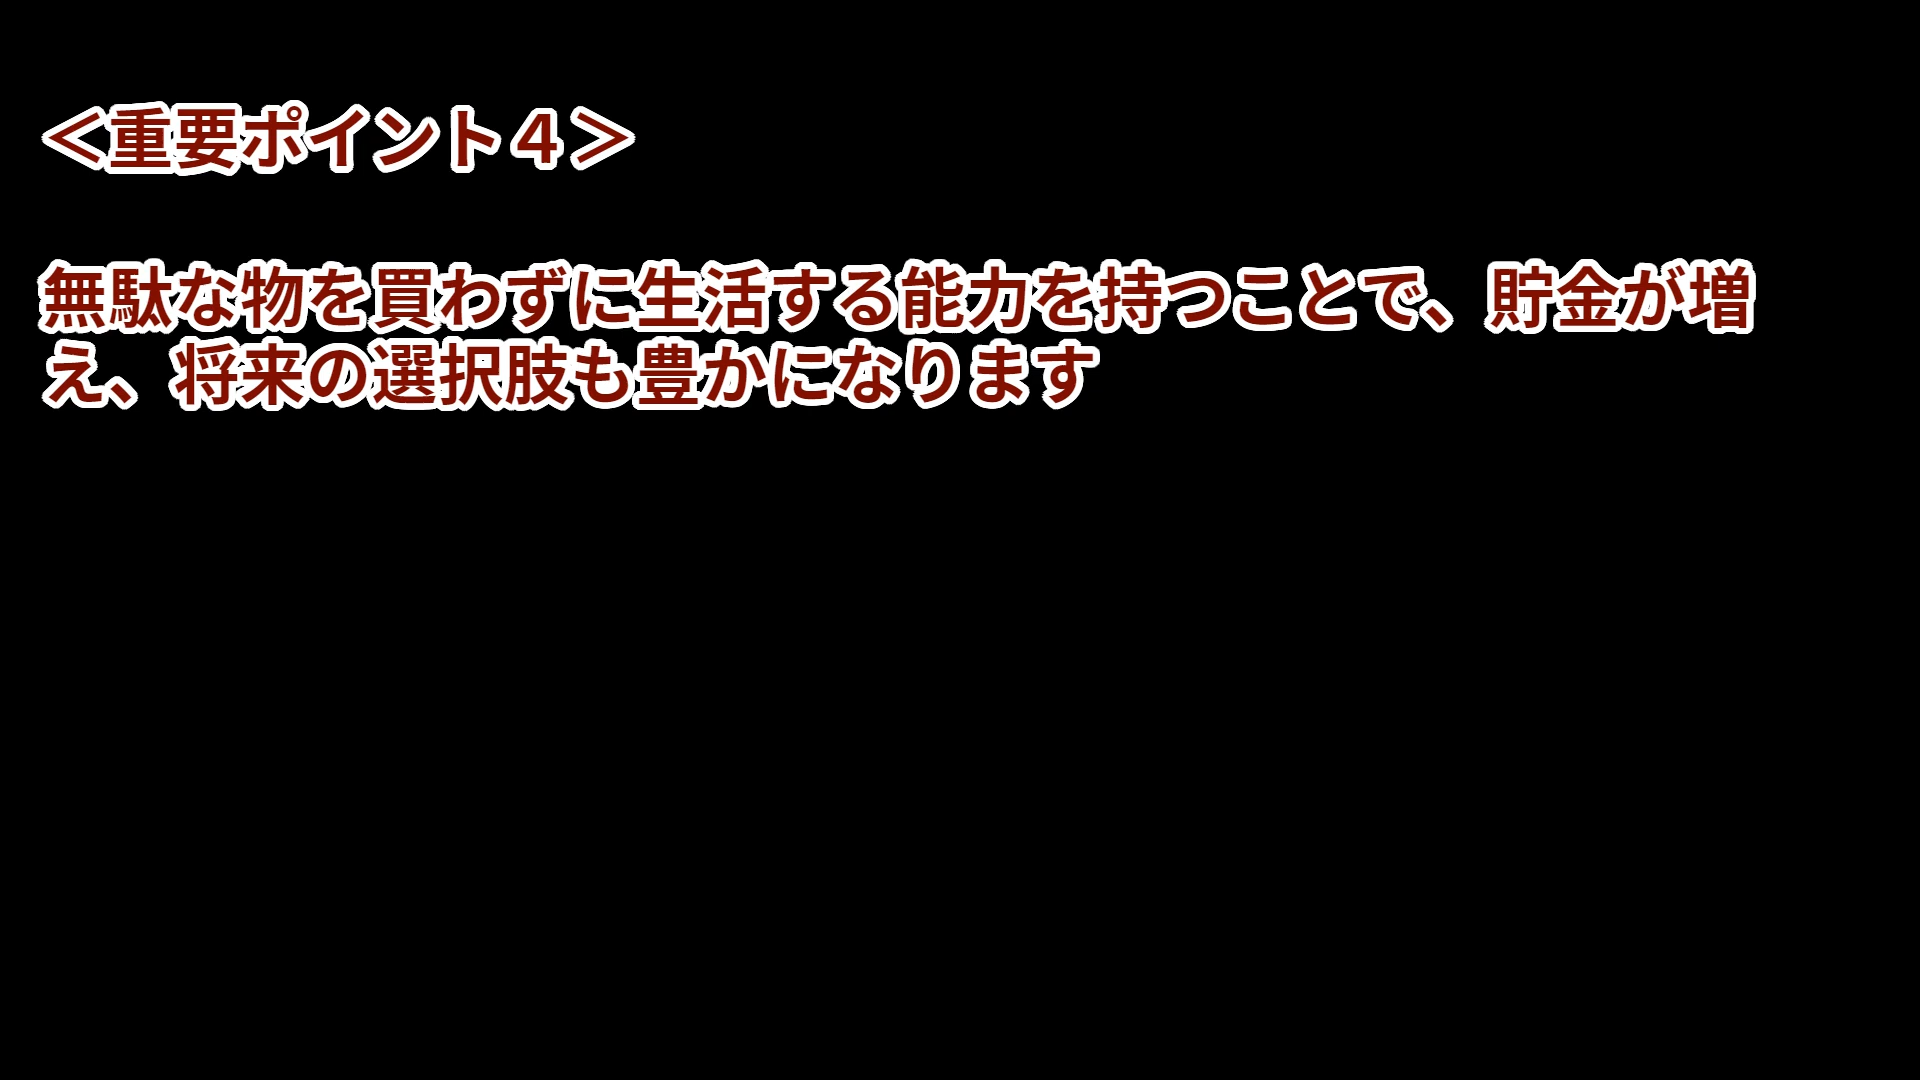 ＜重要ポイント４＞
無駄な物を買わずに生活する能力を持つことで、貯金が増
え、将来の選択肢も豊かになります